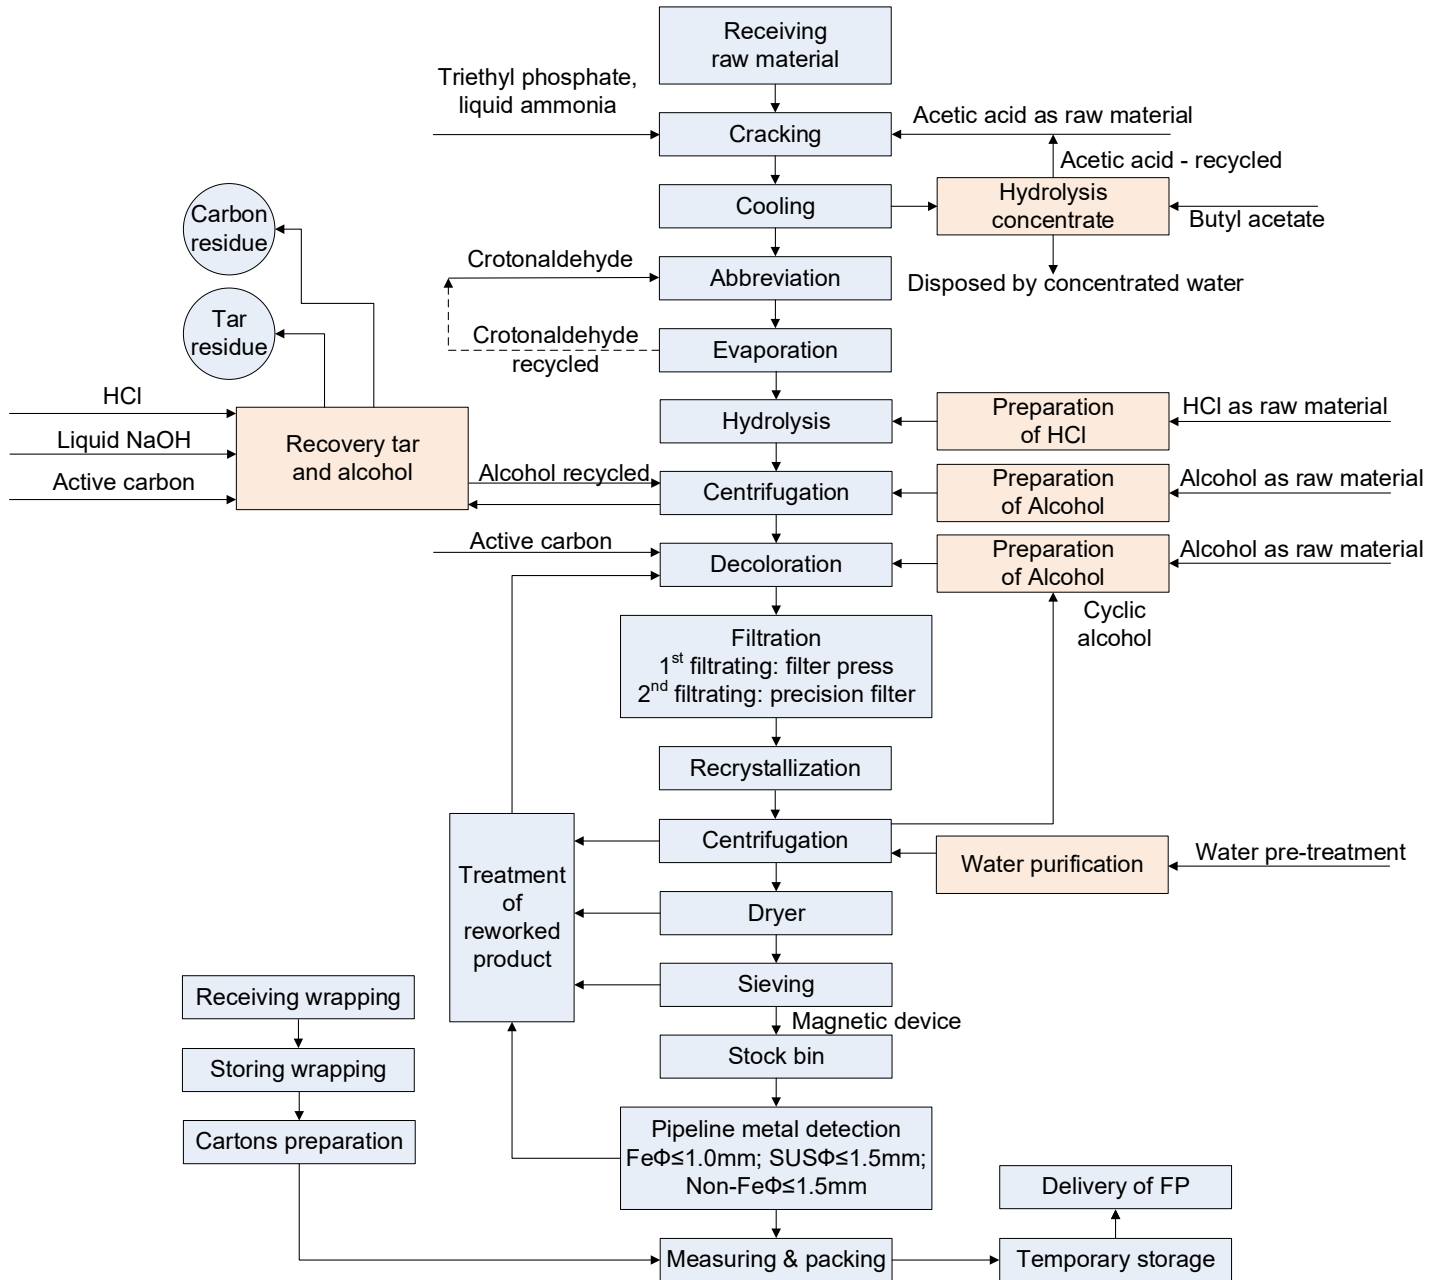 Receiving
raw material
Triethyl phosphate,
liquid ammonia
Cracking
Acetic acid as raw material
Acetic acid - recycled
Cooling
Hydrolysis
concentrate
Butyl acetate
Disposed by concentrated water
Carbon
residue
Crotonaldehyde
Abbreviation
Tar
residue
Crotonaldehyde
recycled
Evaporation
HCl
Liquid NaOH
Active carbon
Recovery tar
and alcohol
Hydrolysis
Preparation
of HCl
HCl as raw material
Alcohol recycled
Centrifugation
Preparation
of Alcohol
Alcohol as raw material
Active carbon
Decoloration
Preparation
of Alcohol
Alcohol as raw material
Cyclic
alcohol
Filtration
1st filtrating: filter press
2nd filtrating: precision filter
Recrystallization
Centrifugation
Water purification
Water pre-treatment
Treatment
of
reworked
product
Dryer
Sieving
Magnetic device
Receiving wrapping
Storing wrapping
Cartons preparation
Stock bin
Pipeline metal detection
FeΦ≤1.0mm; SUSΦ≤1.5mm;
Non-FeΦ≤1.5mm
Delivery of FP
Measuring & packing
Temporary storage